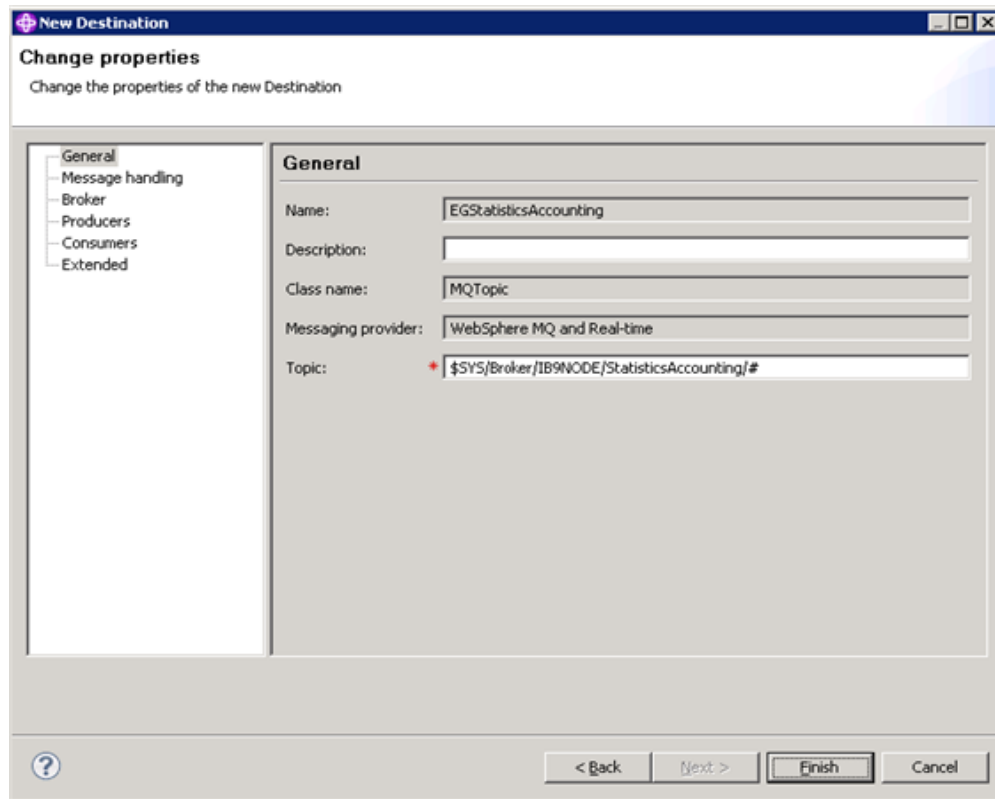 New Destination
Change properties
Change the properties of the new Destination
General
Message handling
Broker
Producers
Consumers
Extended
General
Name: EGStatisticsAccounting
Description:
Class name: MQTopic
Messaging provider: WebSphere MQ and Real-time
Topic: * $SYS/Broker/IB9NODE/StatisticsAccounting/#
? < Back Next > Finish Cancel